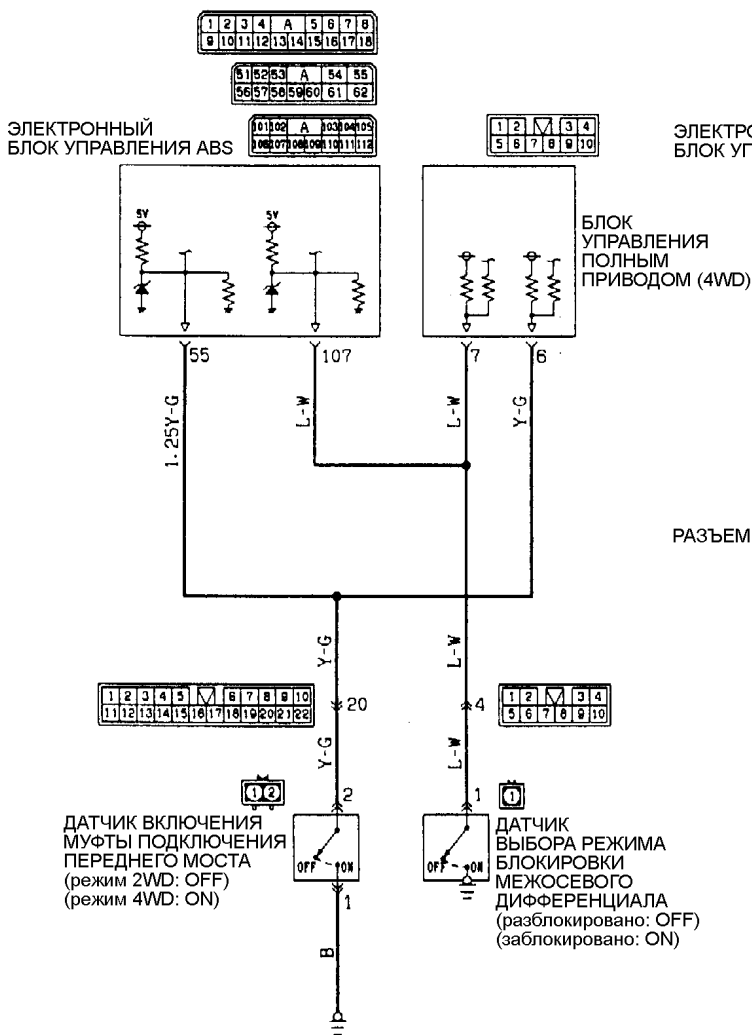 1 2 3 4 A 5 6 7 8
9 10 11 12 13 14 15 16 17 18
51 52 53 A 54 55
56 57 58 59 60 61 62
ЭЛЕКТРОННЫЙ
БЛОК УПРАВЛЕНИЯ ABS
101 102 A 103 104 105
106 107 108 109 110 111 112
1 2 3 4
5 6 7 8 9 10
ЭЛЕКТРО
БЛОК УП
5V
5V
БЛОК
УПРАВЛЕНИЯ
ПОЛНЫМ
ПРИВОДОМ (4WD)
55
107
7
6
1.25Y-G
L-W
L-W
Y-G
РАЗЪЕМ
Y-G
L-W
1 2 3 4 5 6 7 8 9 10
11 12 13 14 15 16 17 18 19 20 21 22
20
4
1 2 3 4
5 6 7 8 9 10
Y-G
L-W
1 2
2
1
1
ДАТЧИК ВКЛЮЧЕНИЯ
МУФТЫ ПОДКЛЮЧЕНИЯ
ПЕРЕДНЕГО МОСТА
(режим 2WD: OFF)
(режим 4WD: ON)
OFF ON
OFF ON
ДАТЧИК
ВЫБОРА РЕЖИМА
БЛОКИРОВКИ
МЕЖОСЕВОГО
ДИФФЕРЕНЦИАЛА
(разблокировано: OFF)
(заблокировано: ON)
1
B